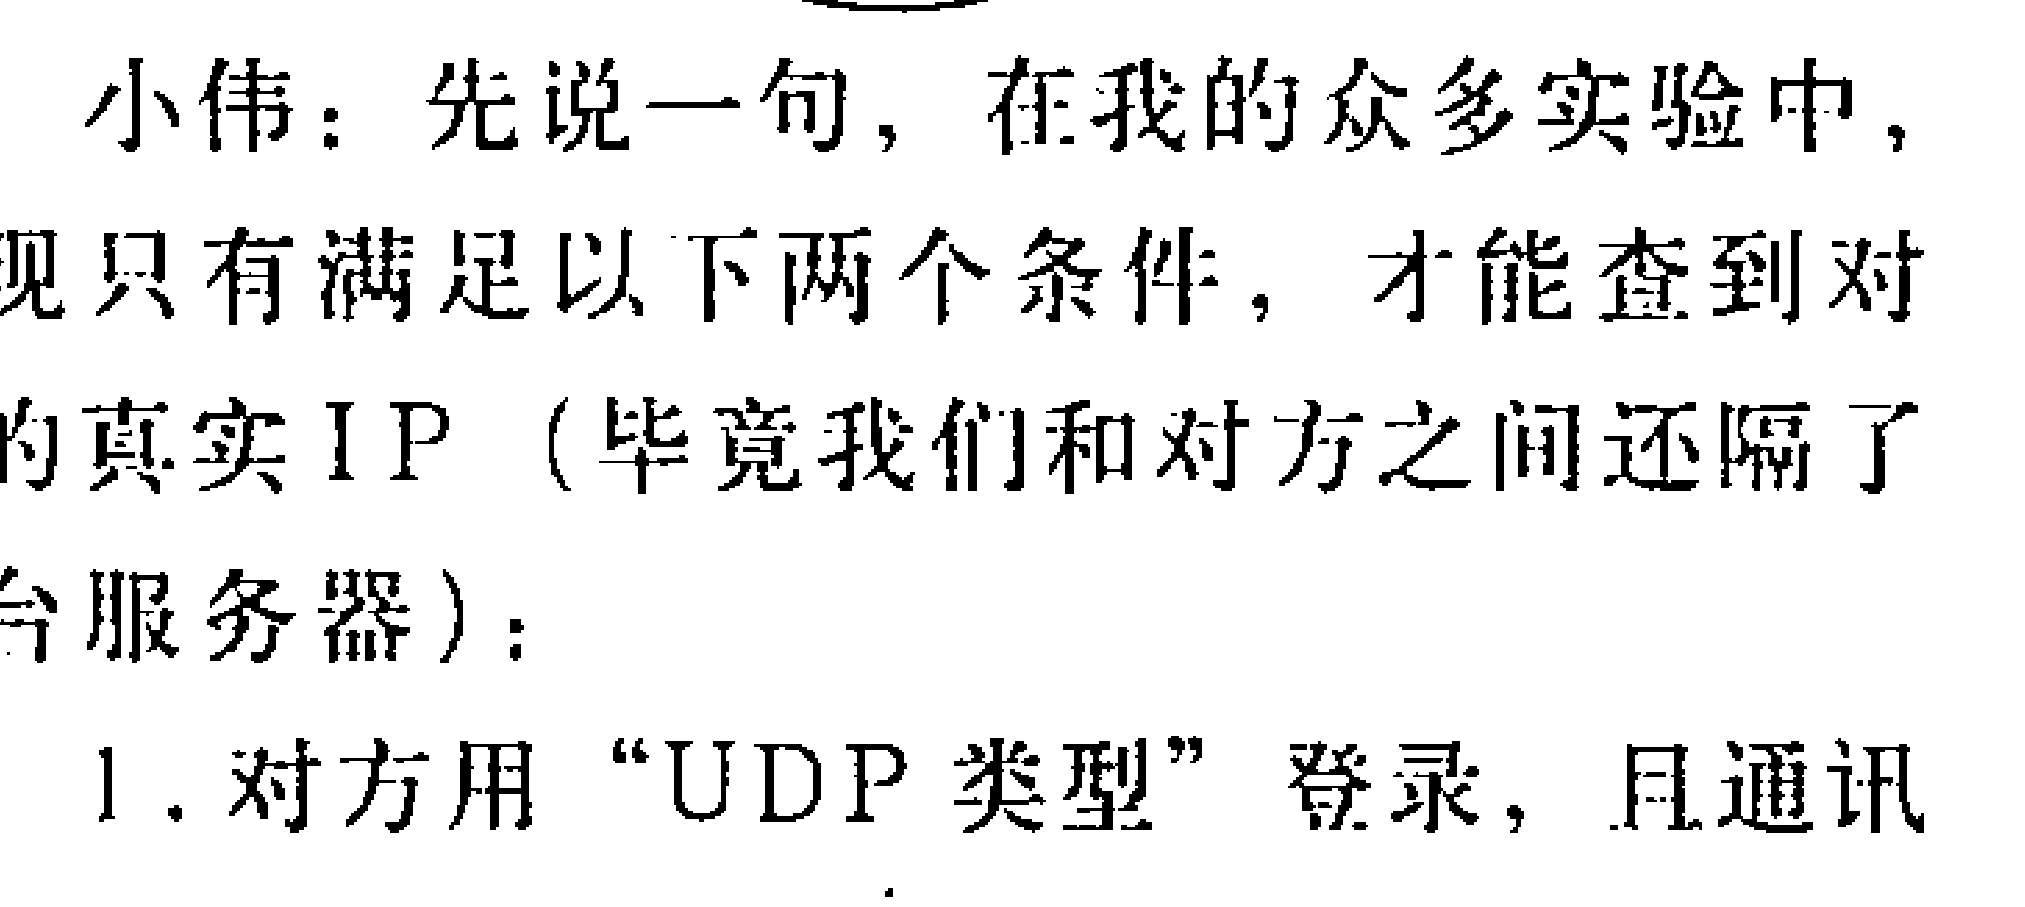 小伟：先说一句，在我的众多实验中，
现只有满足以下两个条件，才能查到对
的真实IP（毕竟我们和对方之间还隔了
台服务器）：
1．对方用“UDP类型”登录，且通讯